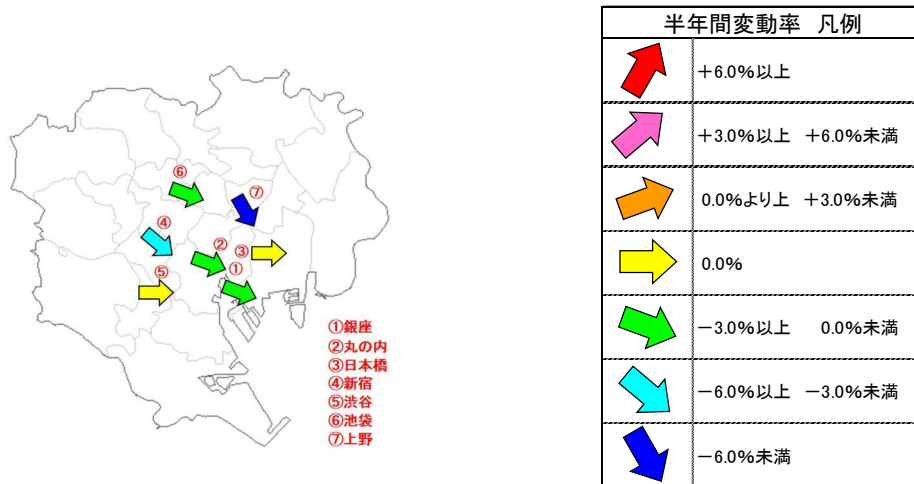 ⑥
⑦
④
②
③
①
⑤
①銀座
②丸の内
③日本橋
④新宿
⑤渋谷
⑥池袋
⑦上野
半年間変動率 凡例
+6.0%以上
+3.0%以上 +6.0%未満
0.0%より上 +3.0%未満
0.0%
-3.0%以上 0.0%未満
-6.0%以上 -3.0%未満
-6.0%未満